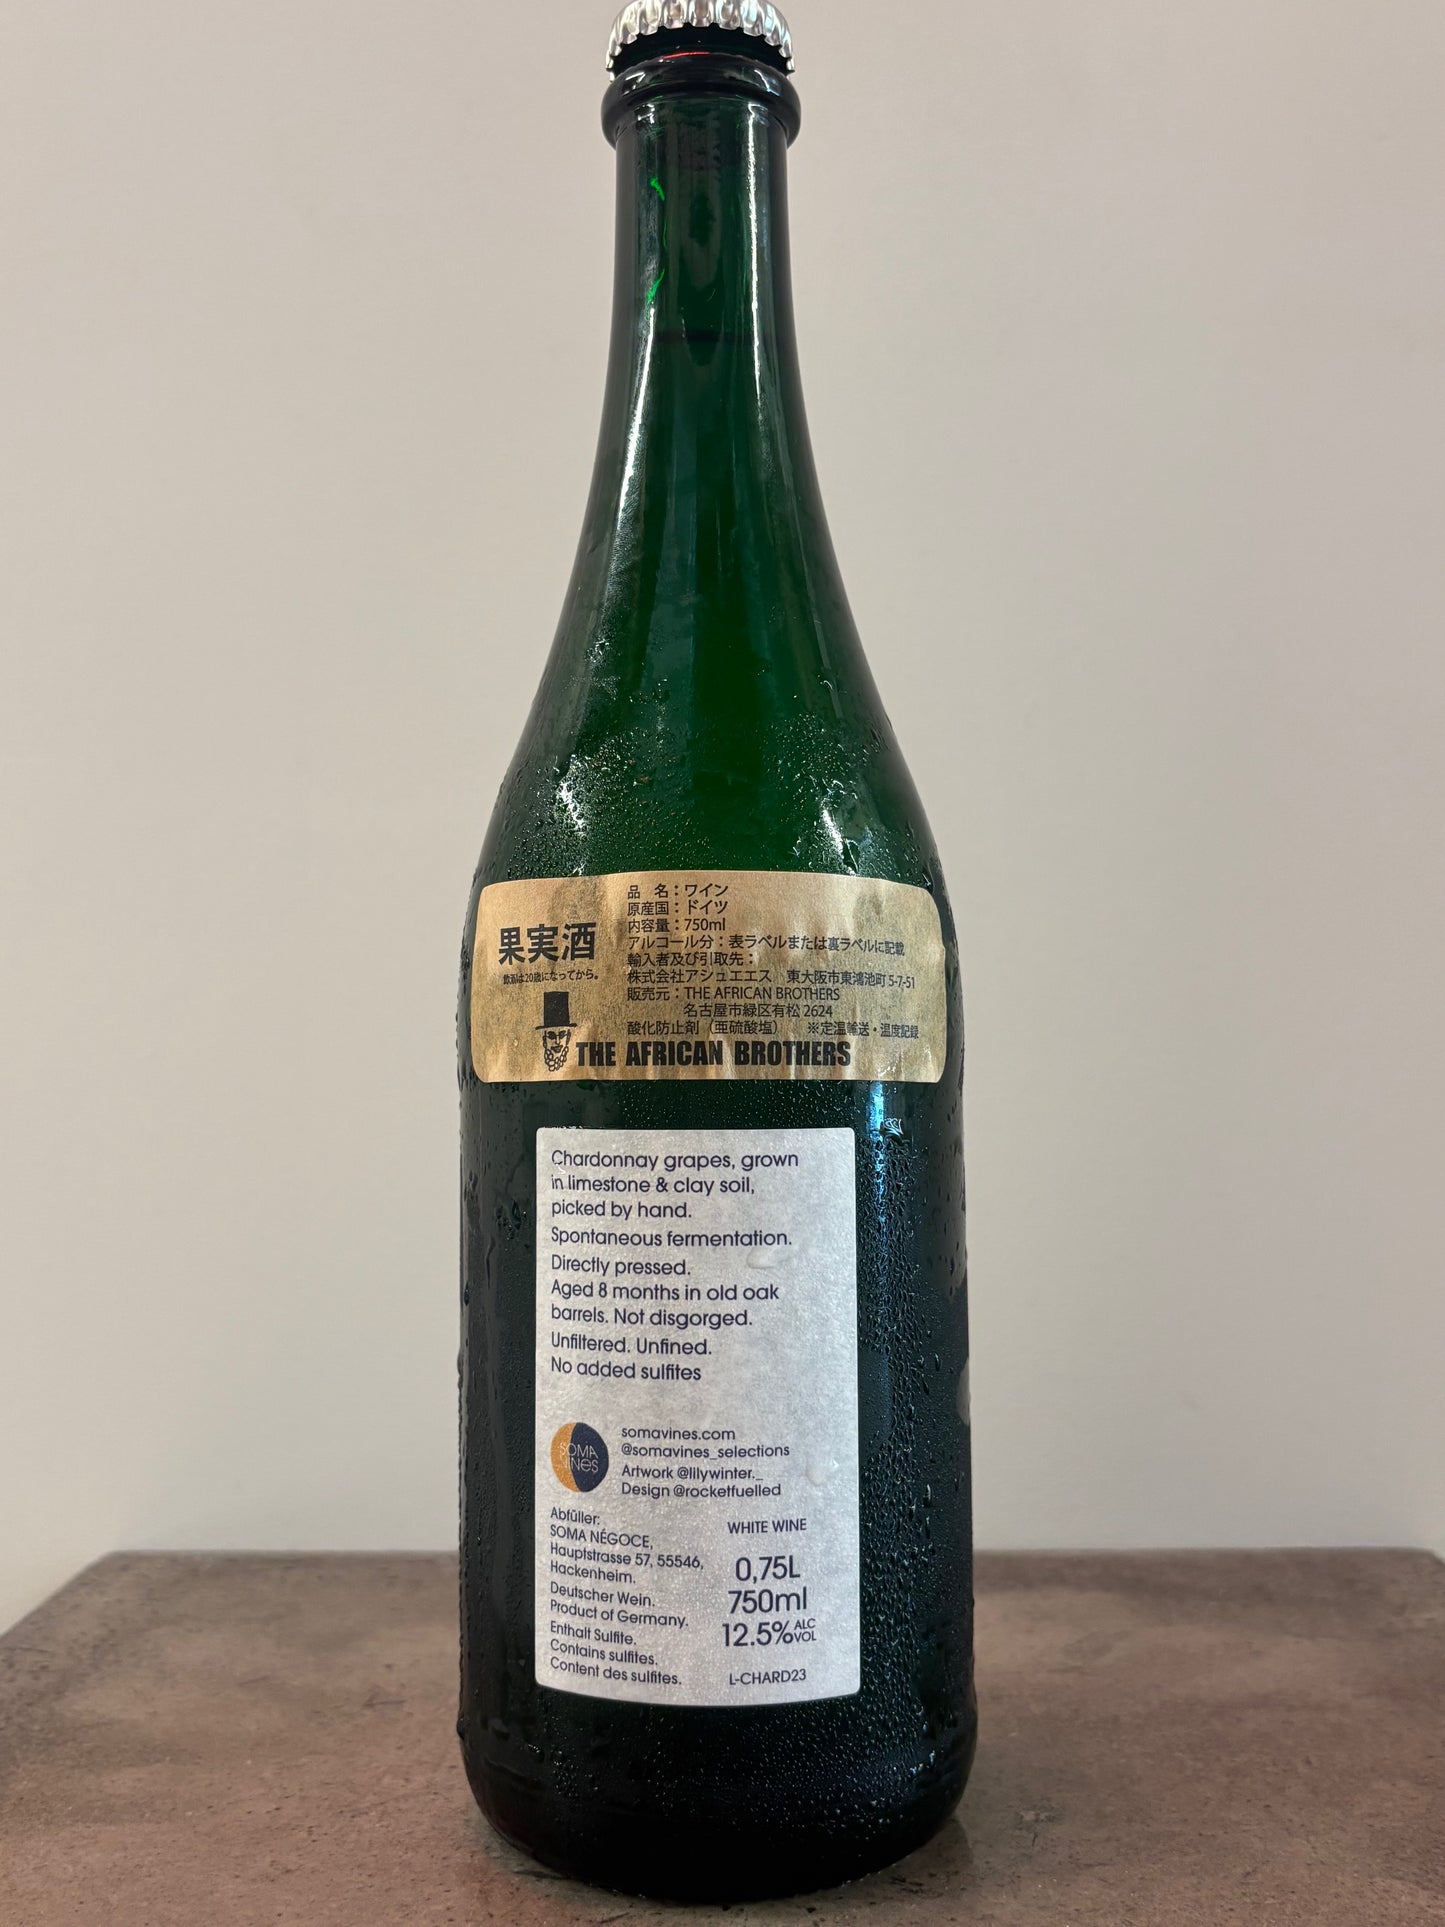 果実酒
飲酒は20歳になってから。
品 名：ワイン
原産国：ドイツ
内容量：750ml
アルコール分：表ラベルまたは裏ラベルに記載
輸入者及び引取先：
株式会社アシュエエス 東大阪市東鴻池町 5-7-51
販売元：THE AFRICAN BROTHERS
名古屋市緑区有松 2624
酸化防止剤（亜硫酸塩） ※定温輸送・温度記録
THE AFRICAN BROTHERS
Chardonnay grapes, grown
in limestone & clay soil,
picked by hand.
Spontaneous fermentation.
Directly pressed.
Aged 8 months in old oak
barrels. Not disgorged.
Unfiltered. Unfined.
No added sulfites
SOMA
VINES
somavines.com
@somavines_selections
Artwork @lilywinter._
Design @rocketfuelled
Abfüller:
SOMA NÉGOCE,
Hauptstrasse 57, 55546,
Hackenheim.
Deutscher Wein.
Product of Germany.
Enthalt Sulfite.
Contains sulfites.
Content des sulfites.
WHITE WINE
0,75L
750ml
12.5% ALC
VOL
L-CHARD23